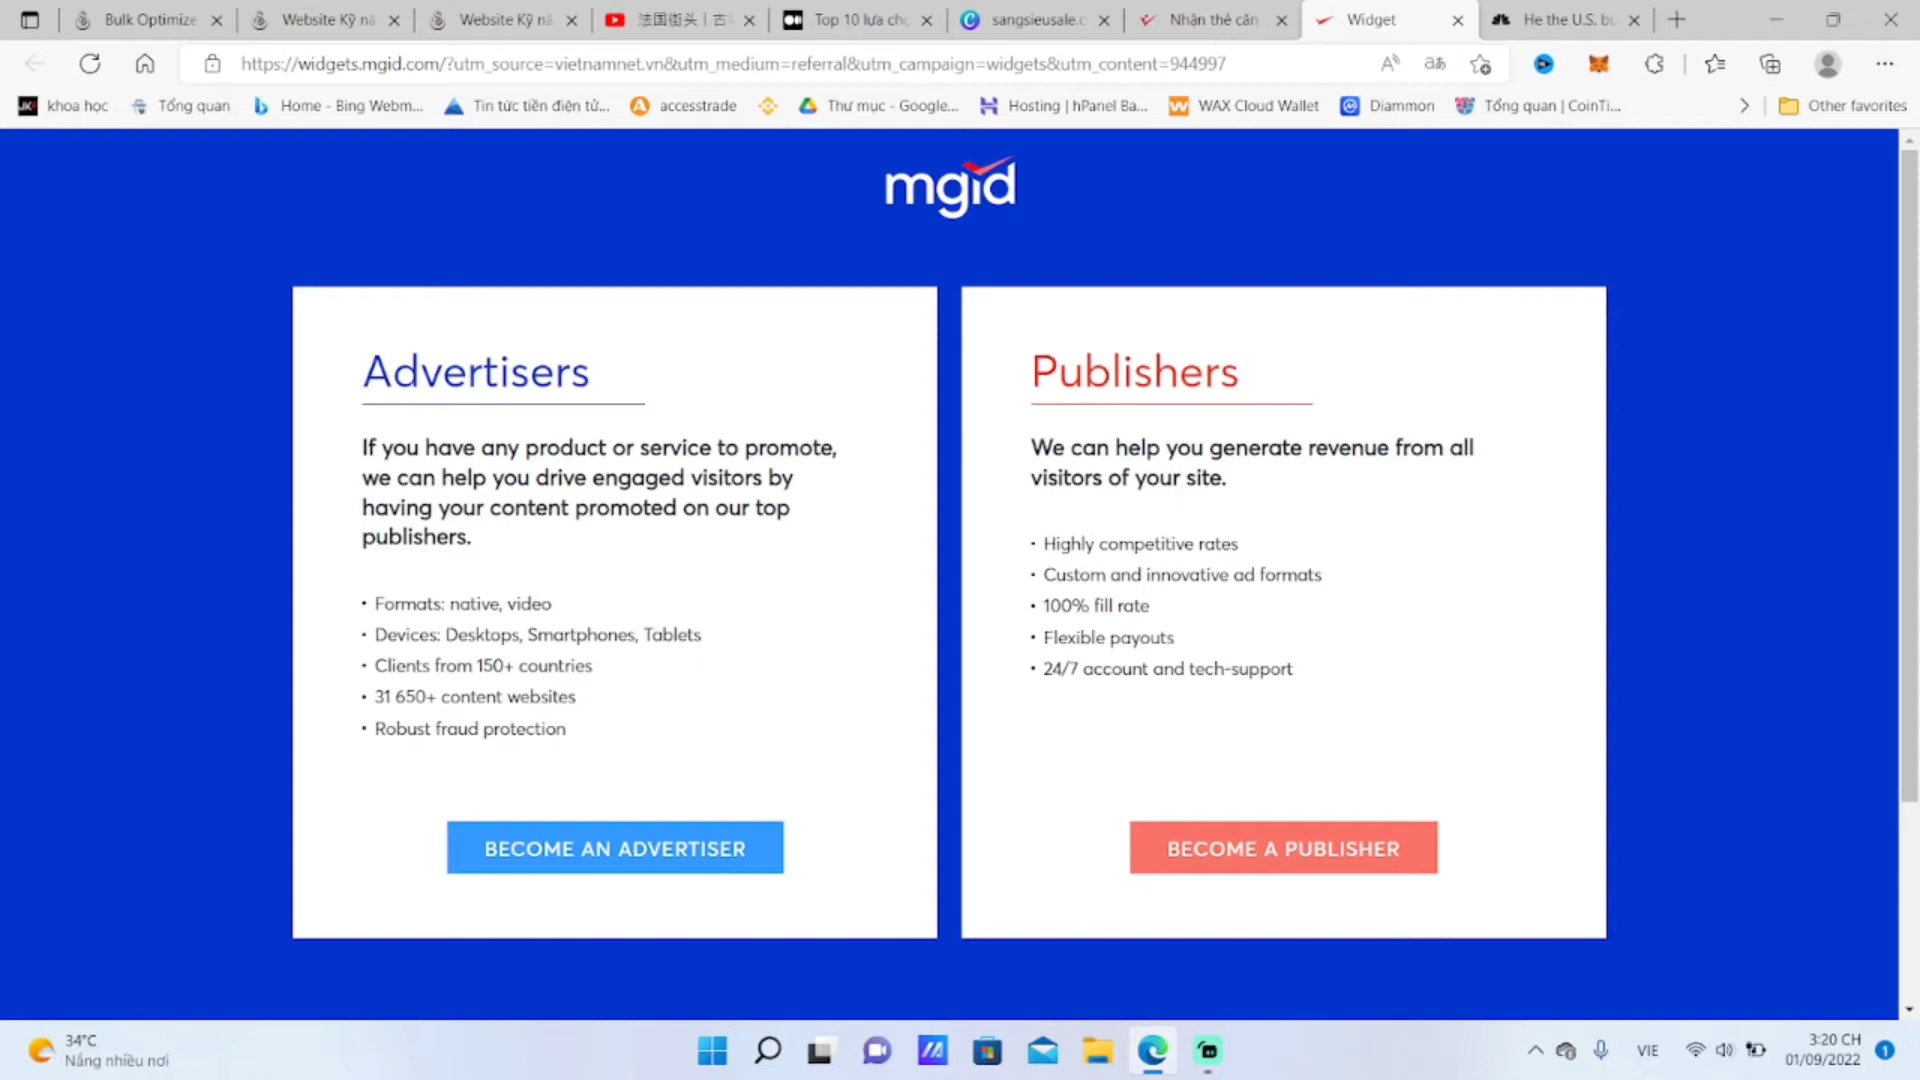 Bulk Optimize
Website Kỹ nă
Website Kỹ nă
法国街头 | 古
Top 10 lựa chọ
sangsieusale.c
Nhận thẻ căn
Widget
He the U.S. bu
https://widgets.mgid.com/?utm_source=vietnamnet.vn&utm_medium=referral&utm_campaign=widgets&utm_content=944997
khoa học
Tổng quan
Home - Bing Webm...
Tin tức tiền điện tử...
accesstrade
Thư mục - Google...
Hosting | hPanel Ba...
WAX Cloud Wallet
Diammon
Tổng quan | CoinTi...
Other favorites
mgid
Advertisers
If you have any product or service to promote,
we can help you drive engaged visitors by
having your content promoted on our top
publishers.
· Formats: native, video
· Devices: Desktops, Smartphones, Tablets
· Clients from 150+ countries
· 31 650+ content websites
· Robust fraud protection
BECOME AN ADVERTISER
Publishers
We can help you generate revenue from all
visitors of your site.
· Highly competitive rates
· Custom and innovative ad formats
· 100% fill rate
· Flexible payouts
· 24/7 account and tech-support
BECOME A PUBLISHER
34°C
Nắng nhiều nơi
VIE
3:20 CH
01/09/2022
1